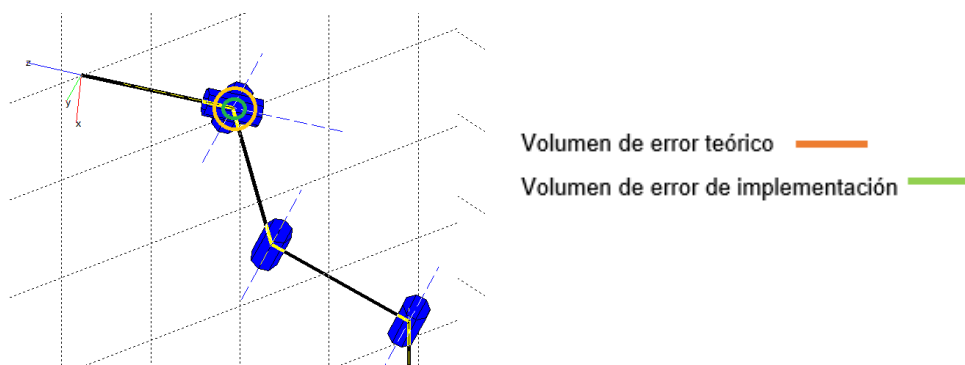 z
y
x
Volumen de error teórico
Volumen de error de implementación